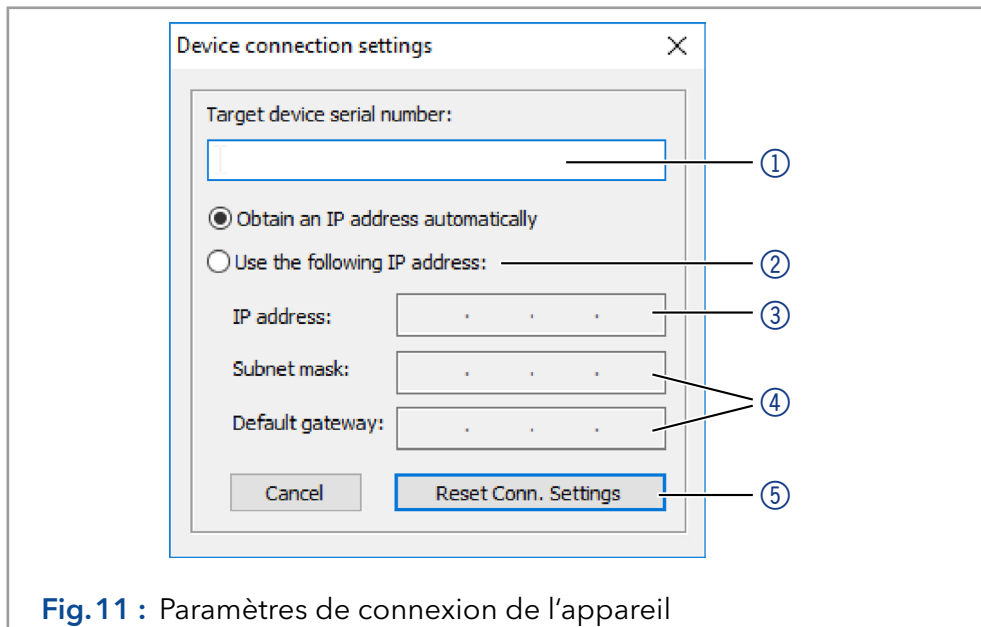 Device connection settings
Target device serial number:
①
Obtain an IP address automatically
Use the following IP address:
②
IP address: . . .
③
Subnet mask: . . .
④
Default gateway: . . .
Cancel Reset Conn. Settings
⑤
Fig.11 : Paramètres de connexion de l’appareil